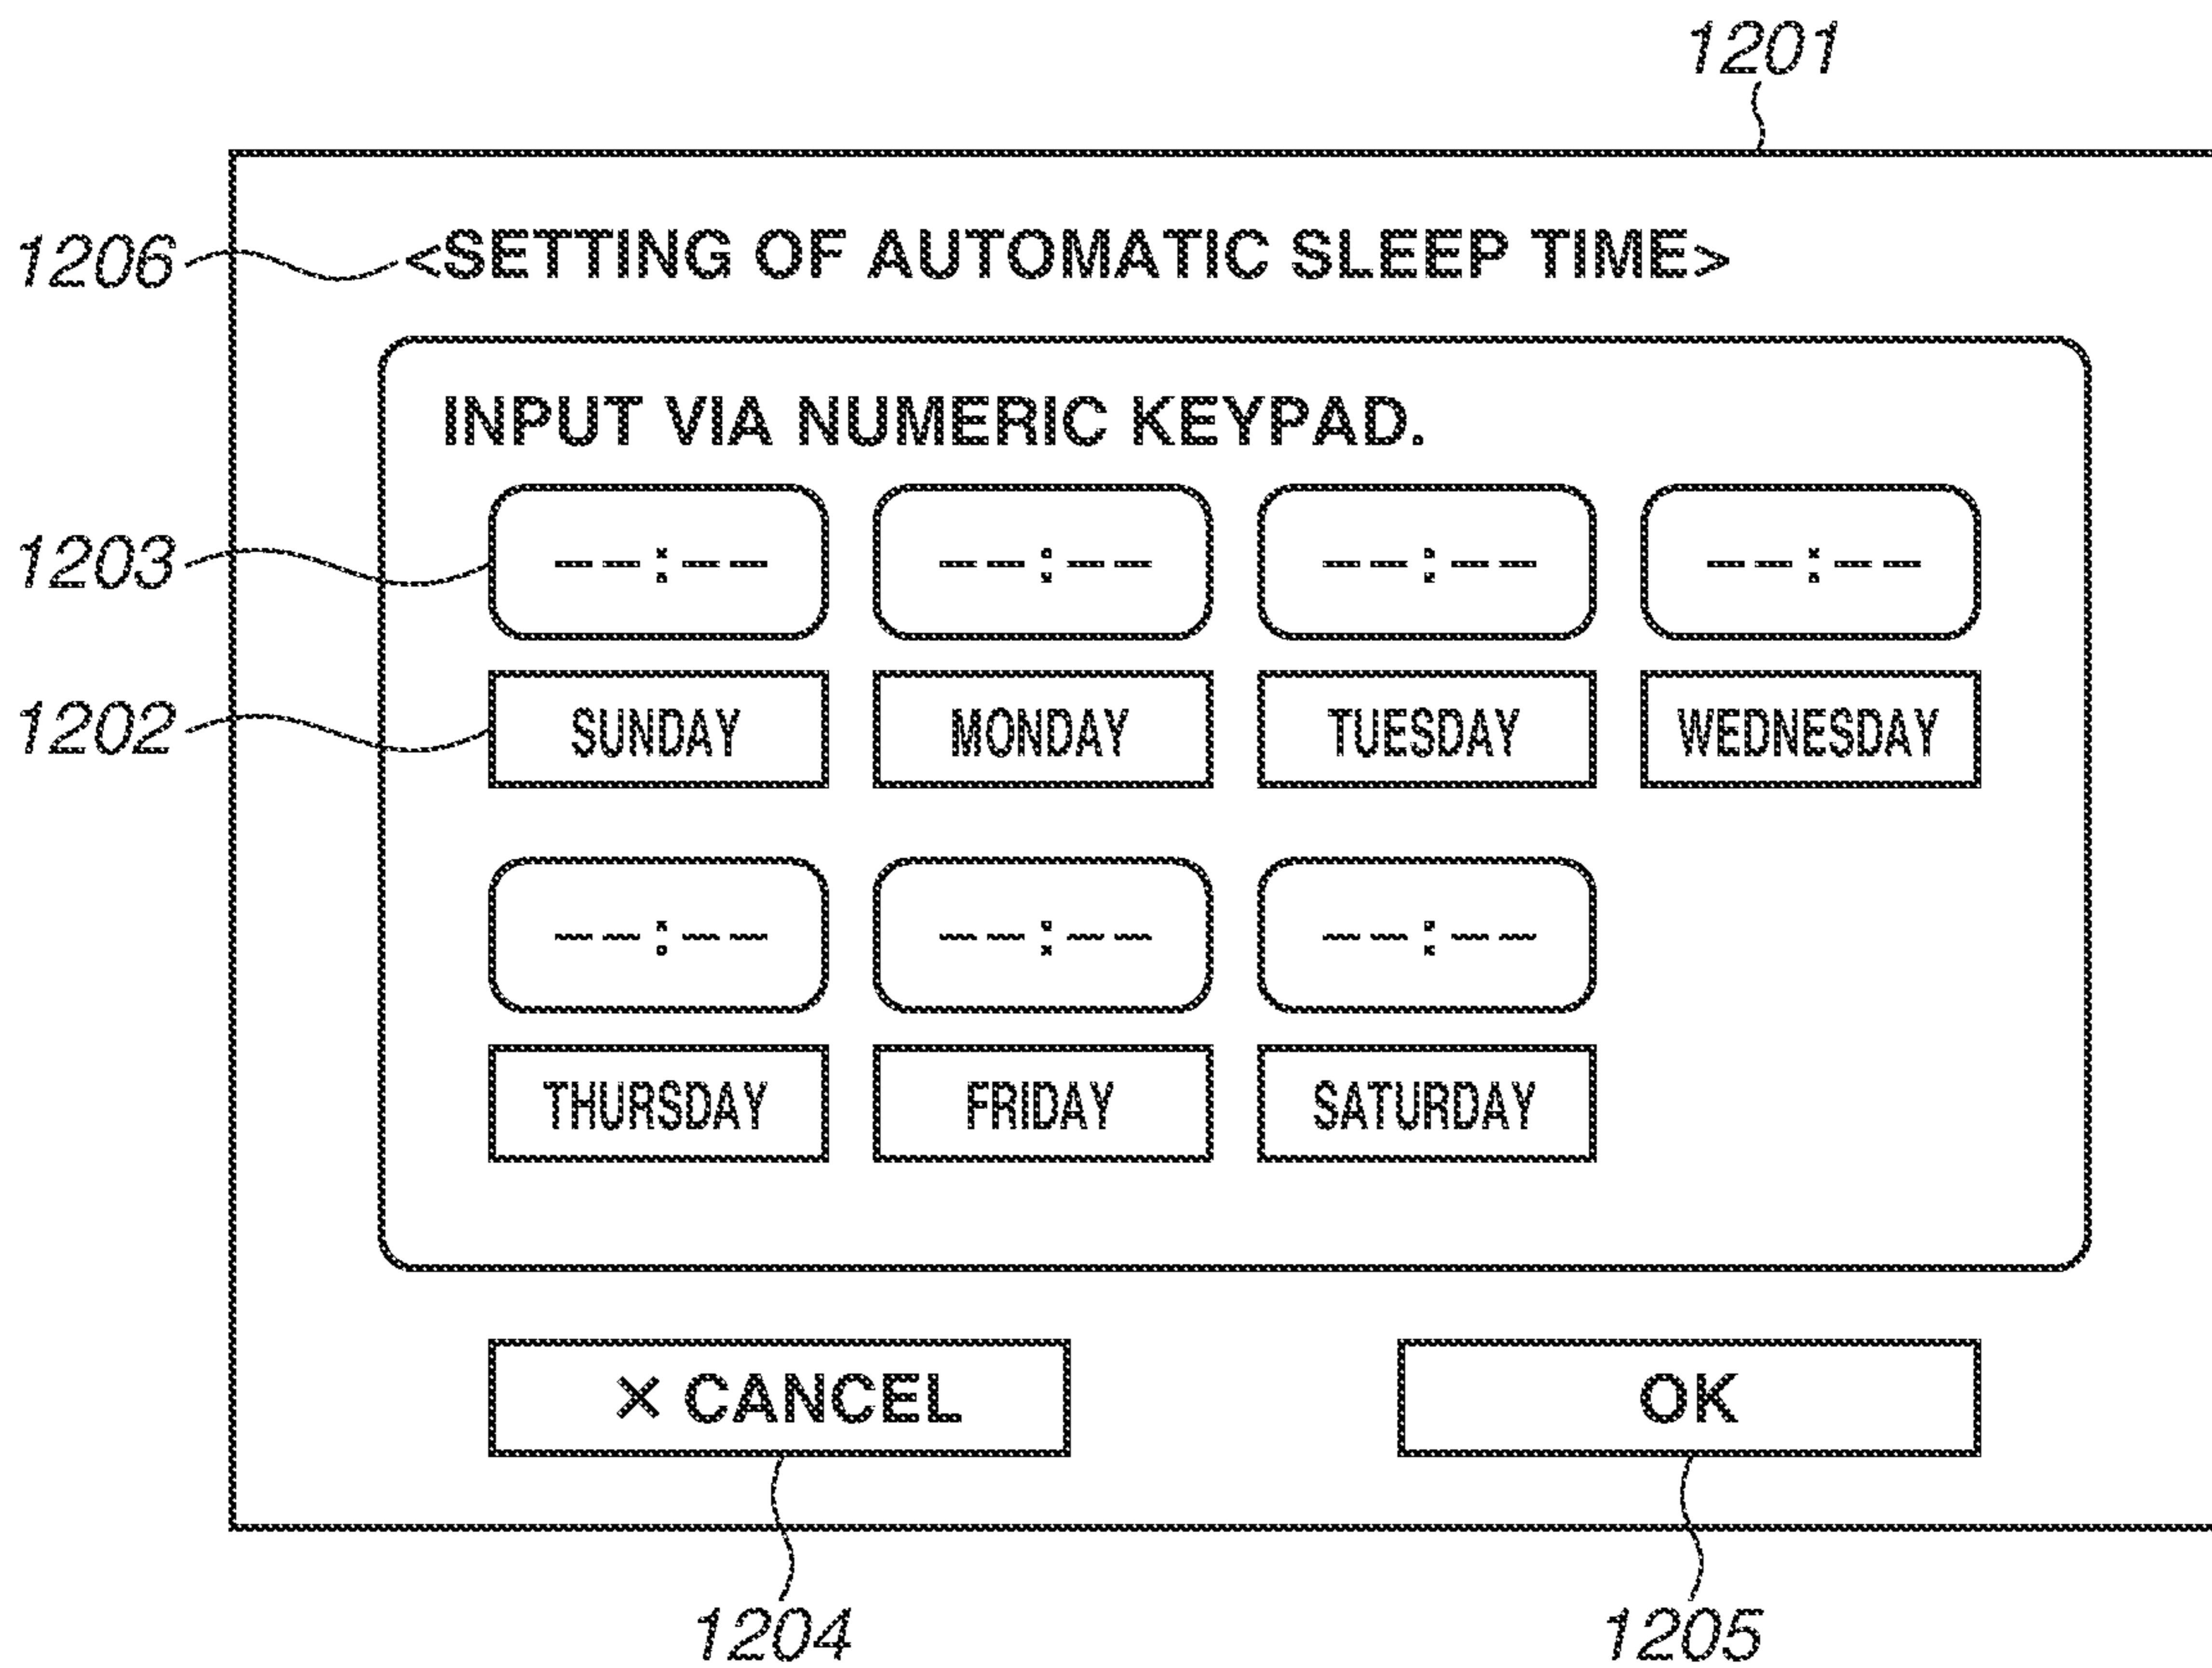 1201
1206 <SETTING OF AUTOMATIC SLEEP TIME>
INPUT VIA NUMERIC KEYPAD.
1203 --:-- --:-- --:-- --:--
1202 SUNDAY MONDAY TUESDAY WEDNESDAY
--:-- --:-- --:--
THURSDAY FRIDAY SATURDAY
× CANCEL OK
1204 1205